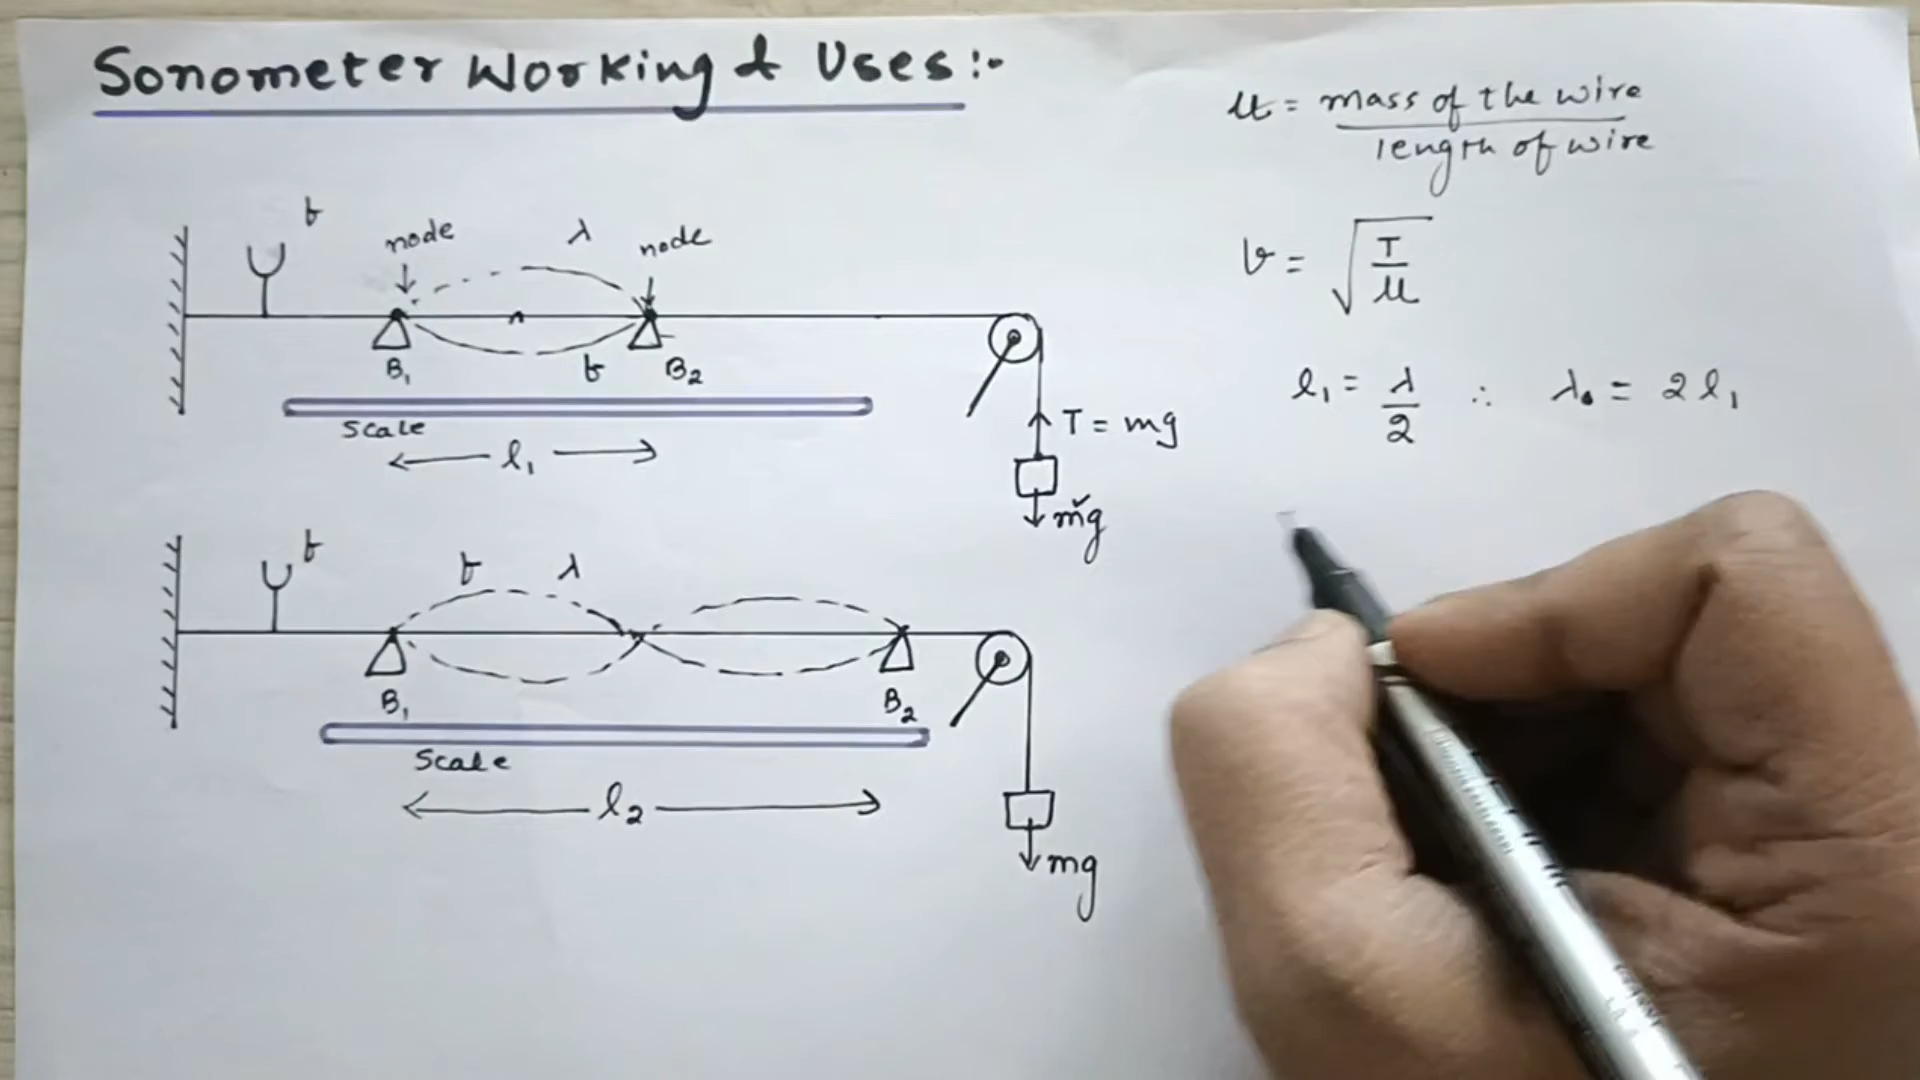 Sonometer Working & Uses:-
μ = mass of the wire
length of wire
v = √T/μ
l₁ = λ/2 ∴ λ = 2l₁
f
node
λ
node
B₁
f
B₂
Scale
l₁
T = mg
mg
f
f
λ
B₁
B₂
Scale
l₂
mg